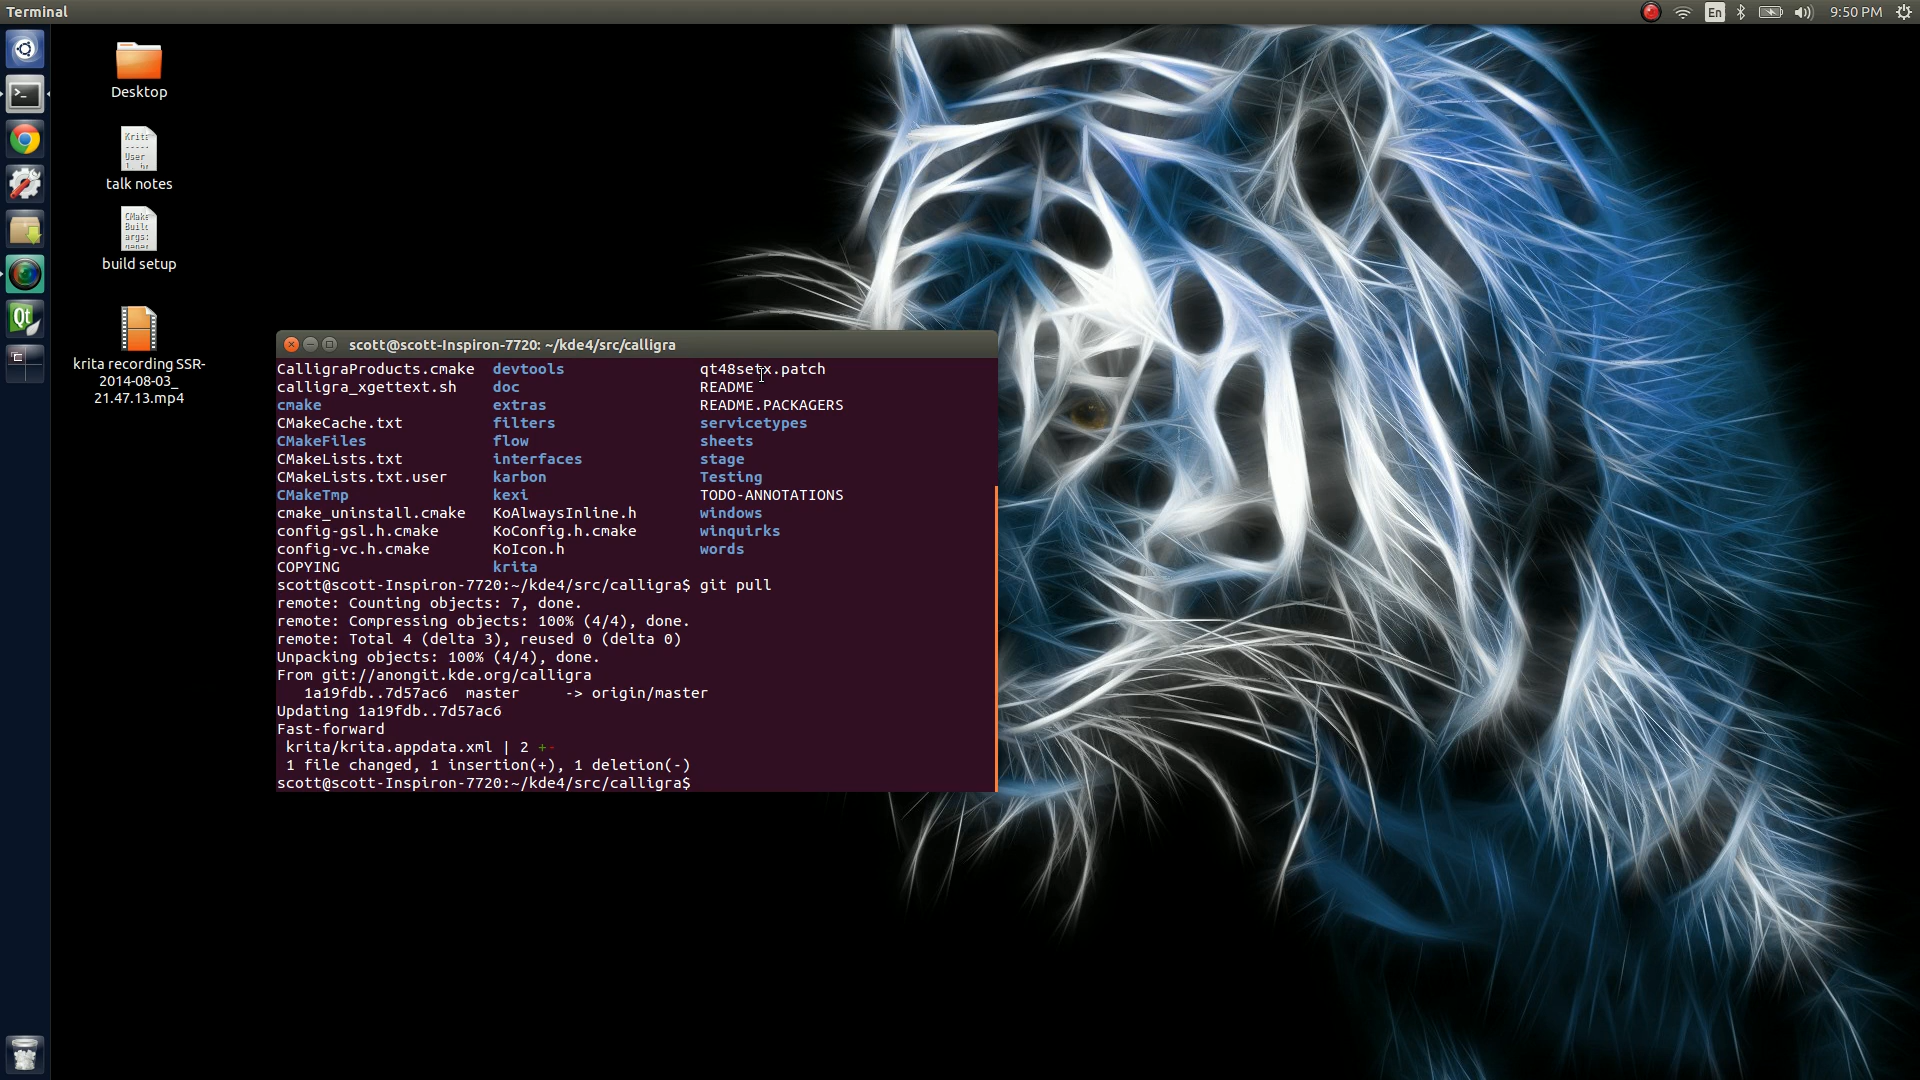 Terminal
En
9:50 PM
Desktop
talk notes
build setup
krita recording SSR-
2014-08-03_
21.47.13.mp4
Qt
scott@scott-Inspiron-7720: ~/kde4/src/calligra
CalligraProducts.cmake devtools qt48setx.patch
calligra_xgettext.sh doc README
cmake extras README.PACKAGERS
CMakeCache.txt filters servicetypes
CMakeFiles flow sheets
CMakeLists.txt interfaces stage
CMakeLists.txt.user karbon Testing
CMakeTmp kexi TODO-ANNOTATIONS
cmake_uninstall.cmake KoAlwaysInline.h windows
config-gsl.h.cmake KoConfig.h.cmake winquirks
config-vc.h.cmake KoIcon.h words
COPYING krita
scott@scott-Inspiron-7720:~/kde4/src/calligra$ git pull
remote: Counting objects: 7, done.
remote: Compressing objects: 100% (4/4), done.
remote: Total 4 (delta 3), reused 0 (delta 0)
Unpacking objects: 100% (4/4), done.
From git://anongit.kde.org/calligra
   1a19fdb..7d57ac6  master     -> origin/master
Updating 1a19fdb..7d57ac6
Fast-forward
 krita/krita.appdata.xml | 2 +-
 1 file changed, 1 insertion(+), 1 deletion(-)
scott@scott-Inspiron-7720:~/kde4/src/calligra$